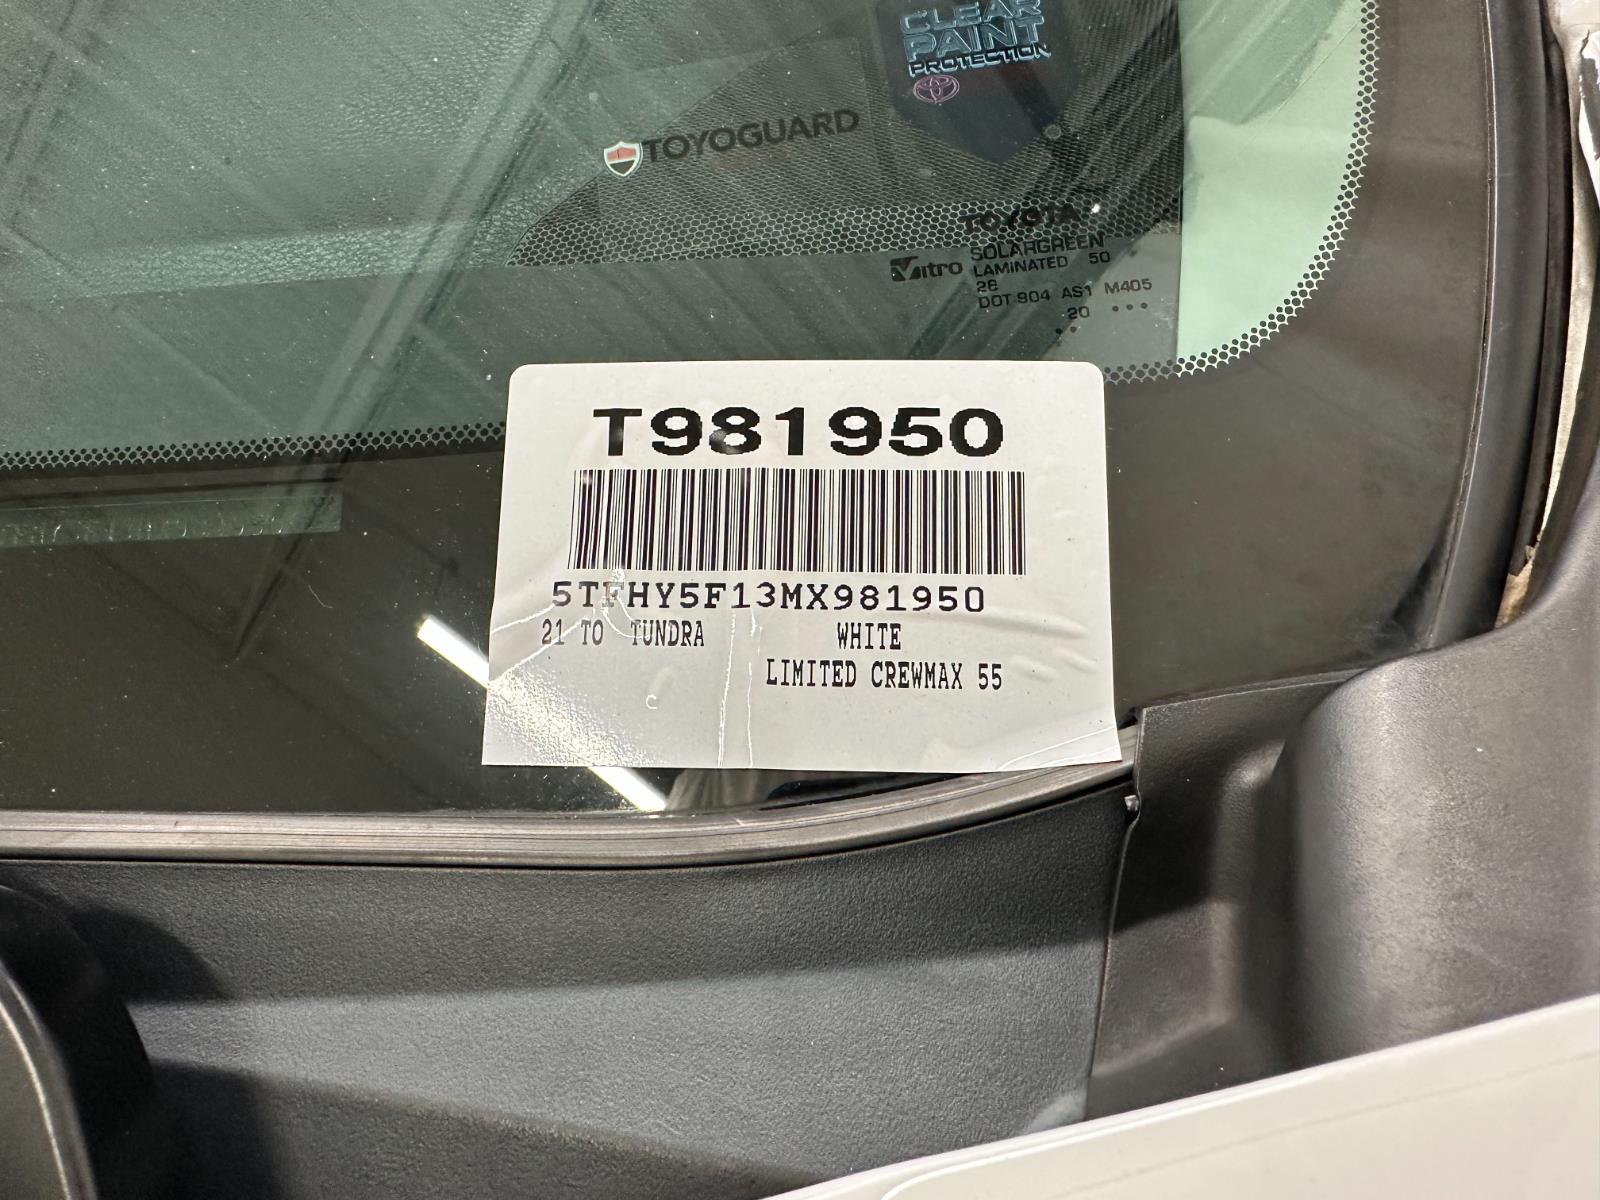 CLEAR
PAINT
PROTECTION
TOYOGUARD
TOYOTA
SOLARGREEN
Vitro LAMINATED 50
26
DOT 904 AS1 M405
20
T981950
5TFHY5F13MX981950
21 TO TUNDRA WHITE
LIMITED CREWMAX 55